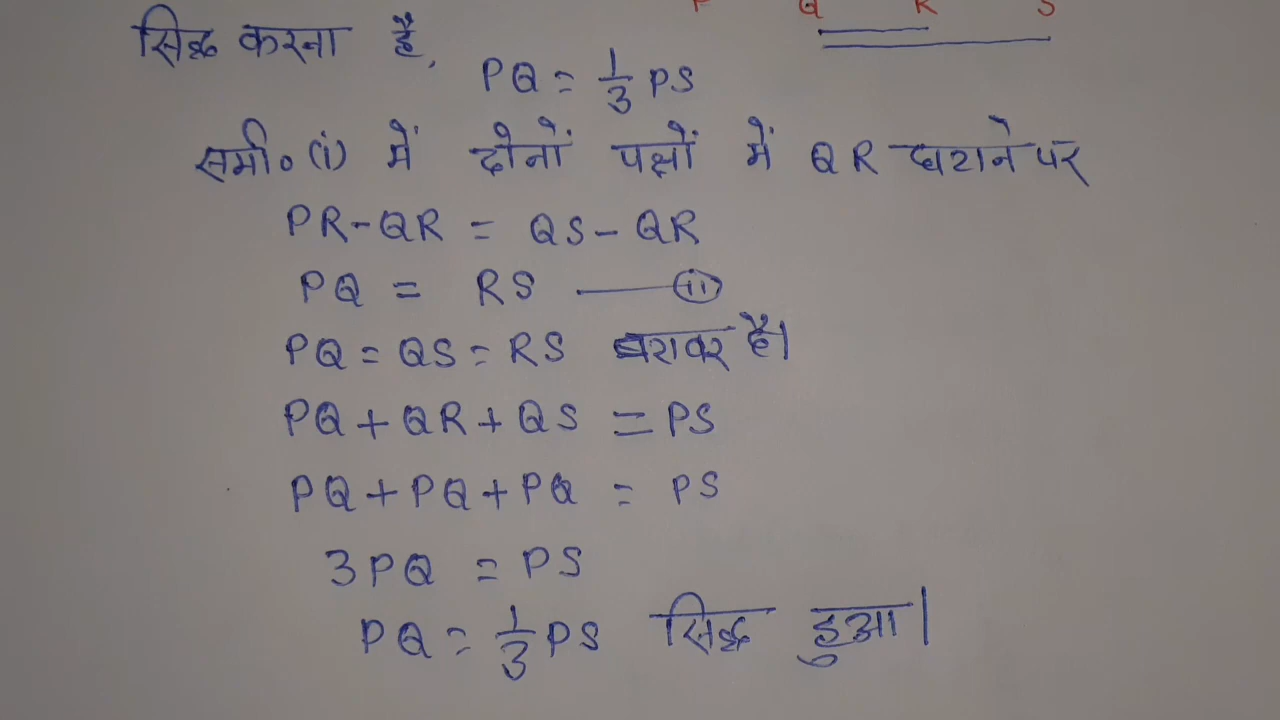 P Q R S
सिद्ध करना है,
PQ = 1/3 PS
समी० (i) में दोनों पक्षों में QR घटाने पर
PR-QR = QS-QR
PQ = RS —— (ii)
PQ = QS = RS बराबर है।
PQ + QR + QS = PS
PQ + PQ + PQ = PS
3PQ = PS
PQ = 1/3 PS सिद्ध हुआ।